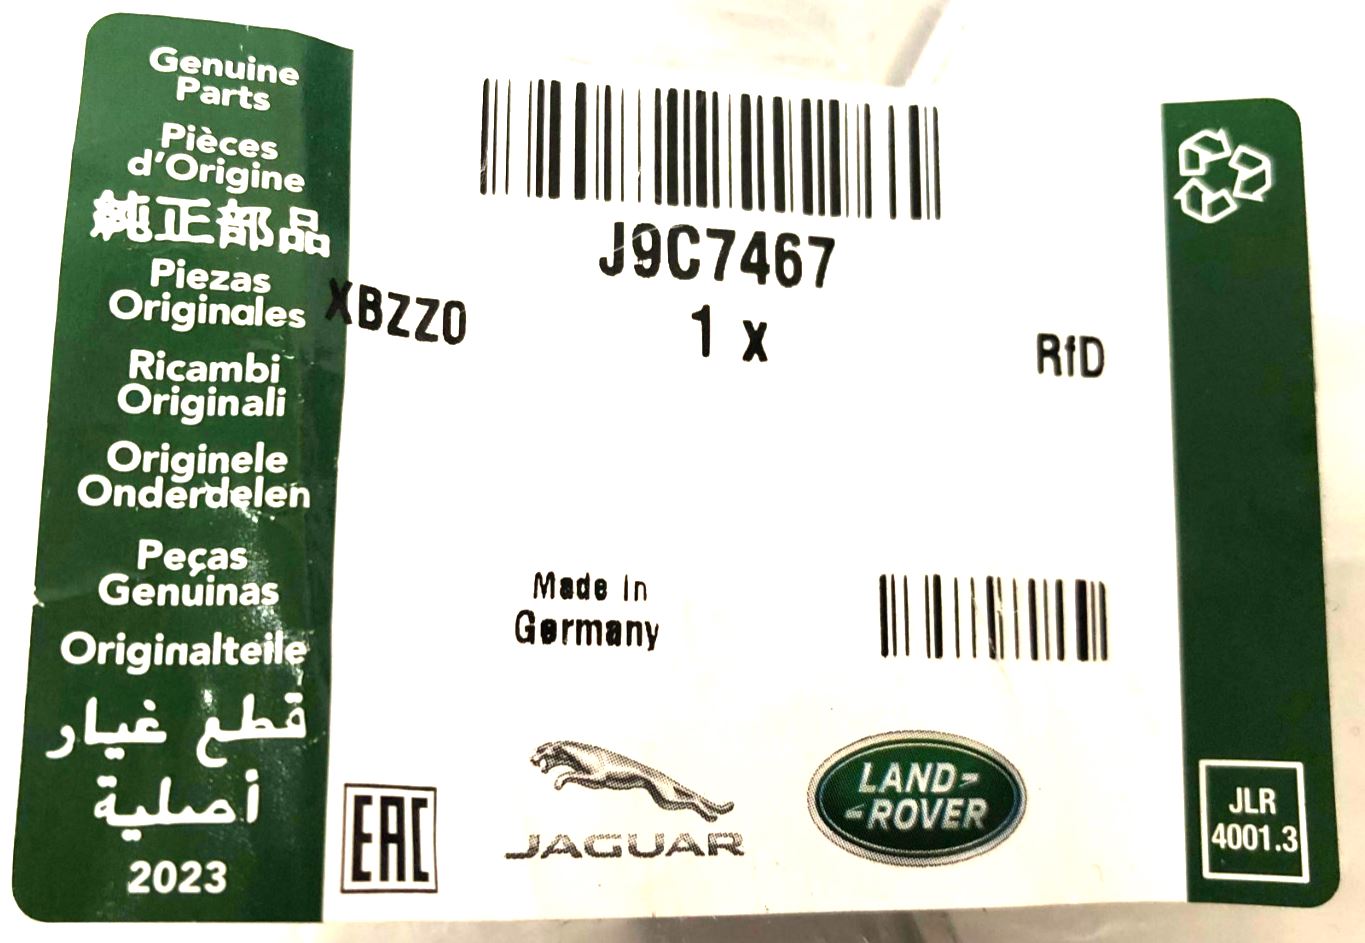 Genuine
Parts
Pièces
d'Origine
純正部品
Piezas
Originales
Ricambi
Originali
Originele
Onderdelen
Peças
Genuinas
Originalteile
قطع غيار
أصلية
2023
J9C7467
XBZZ0
1 x
RfD
Made in
Germany
EAC
JAGUAR
LAND-
-ROVER
JLR
4001.3